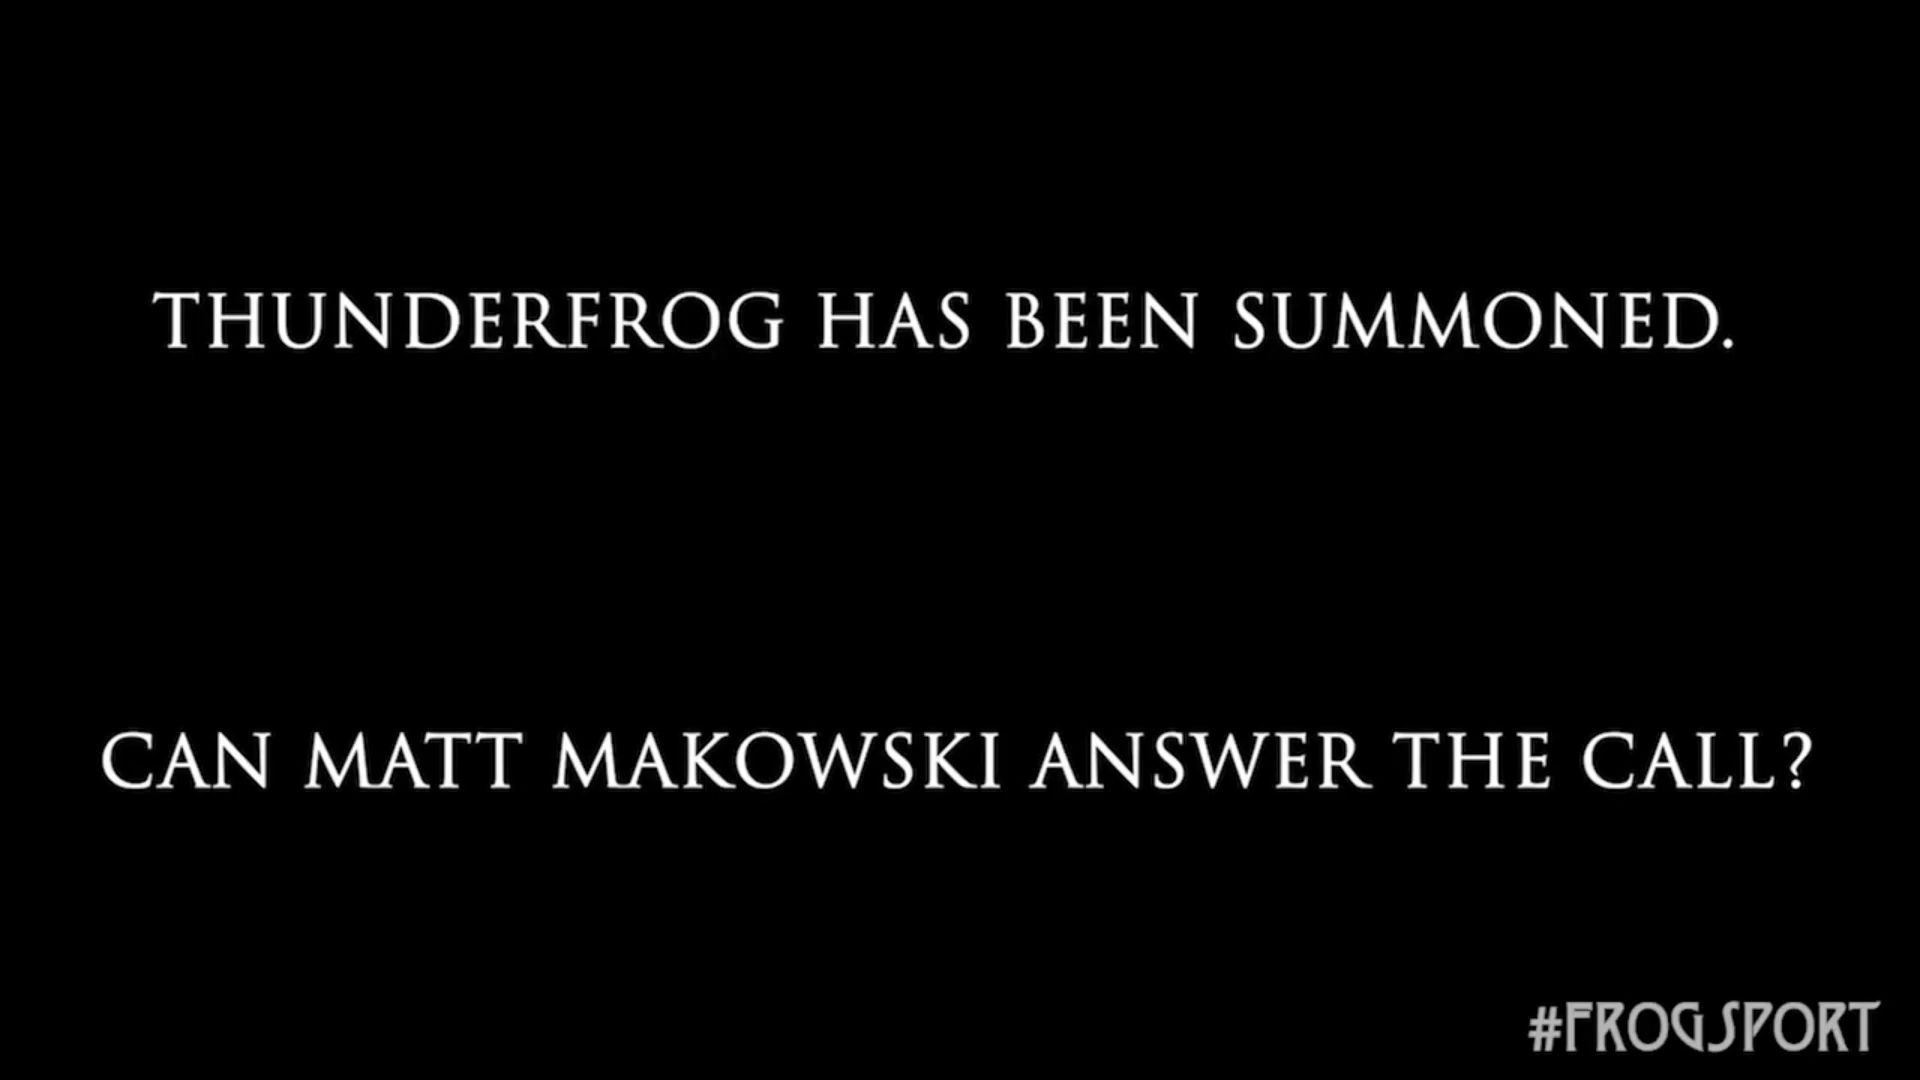 THUNDERFROG HAS BEEN SUMMONED.
CAN MATT MAKOWSKI ANSWER THE CALL?
#FROGSPORT